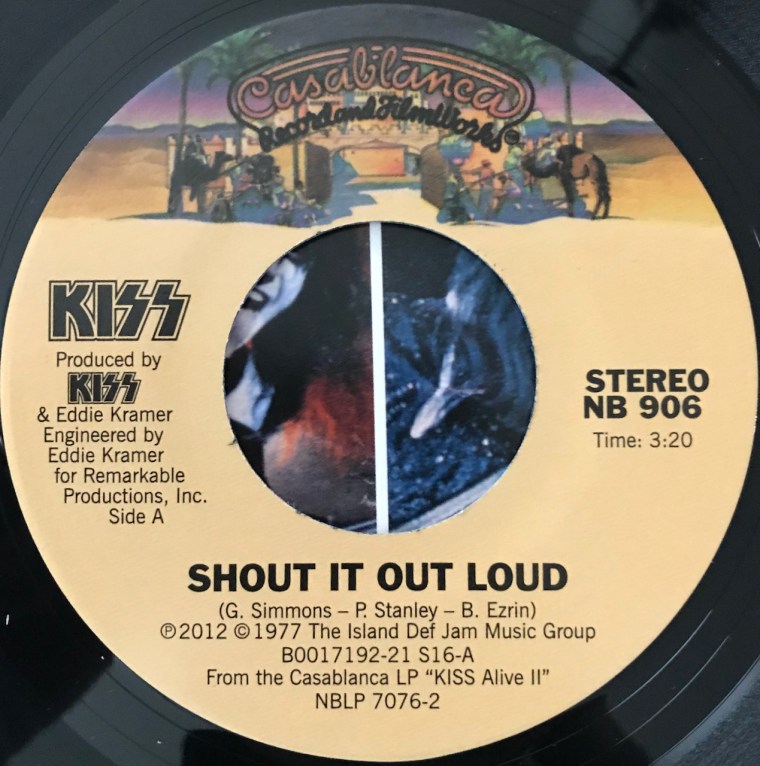 Casablanca
Record and FilmWorks
KISS
Produced by
KISS
& Eddie Kramer
Engineered by
Eddie Kramer
for Remarkable
Productions, Inc.
Side A
STEREO
NB 906
Time: 3:20
SHOUT IT OUT LOUD
(G. Simmons – P. Stanley – B. Ezrin)
℗2012 ©1977 The Island Def Jam Music Group
B0017192-21 S16-A
From the Casablanca LP “KISS Alive II”
NBLP 7076-2